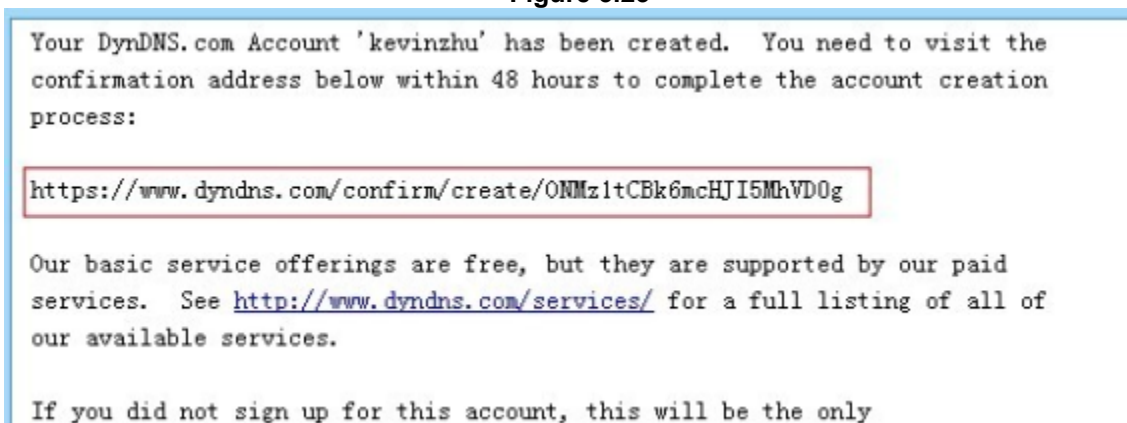 Your DynDNS.com Account 'kevinzhu' has been created.  You need to visit the
confirmation address below within 48 hours to complete the account creation
process:
https://www.dyndns.com/confirm/create/ONMz1tCBk6mcHJI5MhVD0g
Our basic service offerings are free, but they are supported by our paid
services.  See http://www.dyndns.com/services/ for a full listing of all of
our available services.
If you did not sign up for this account, this will be the only